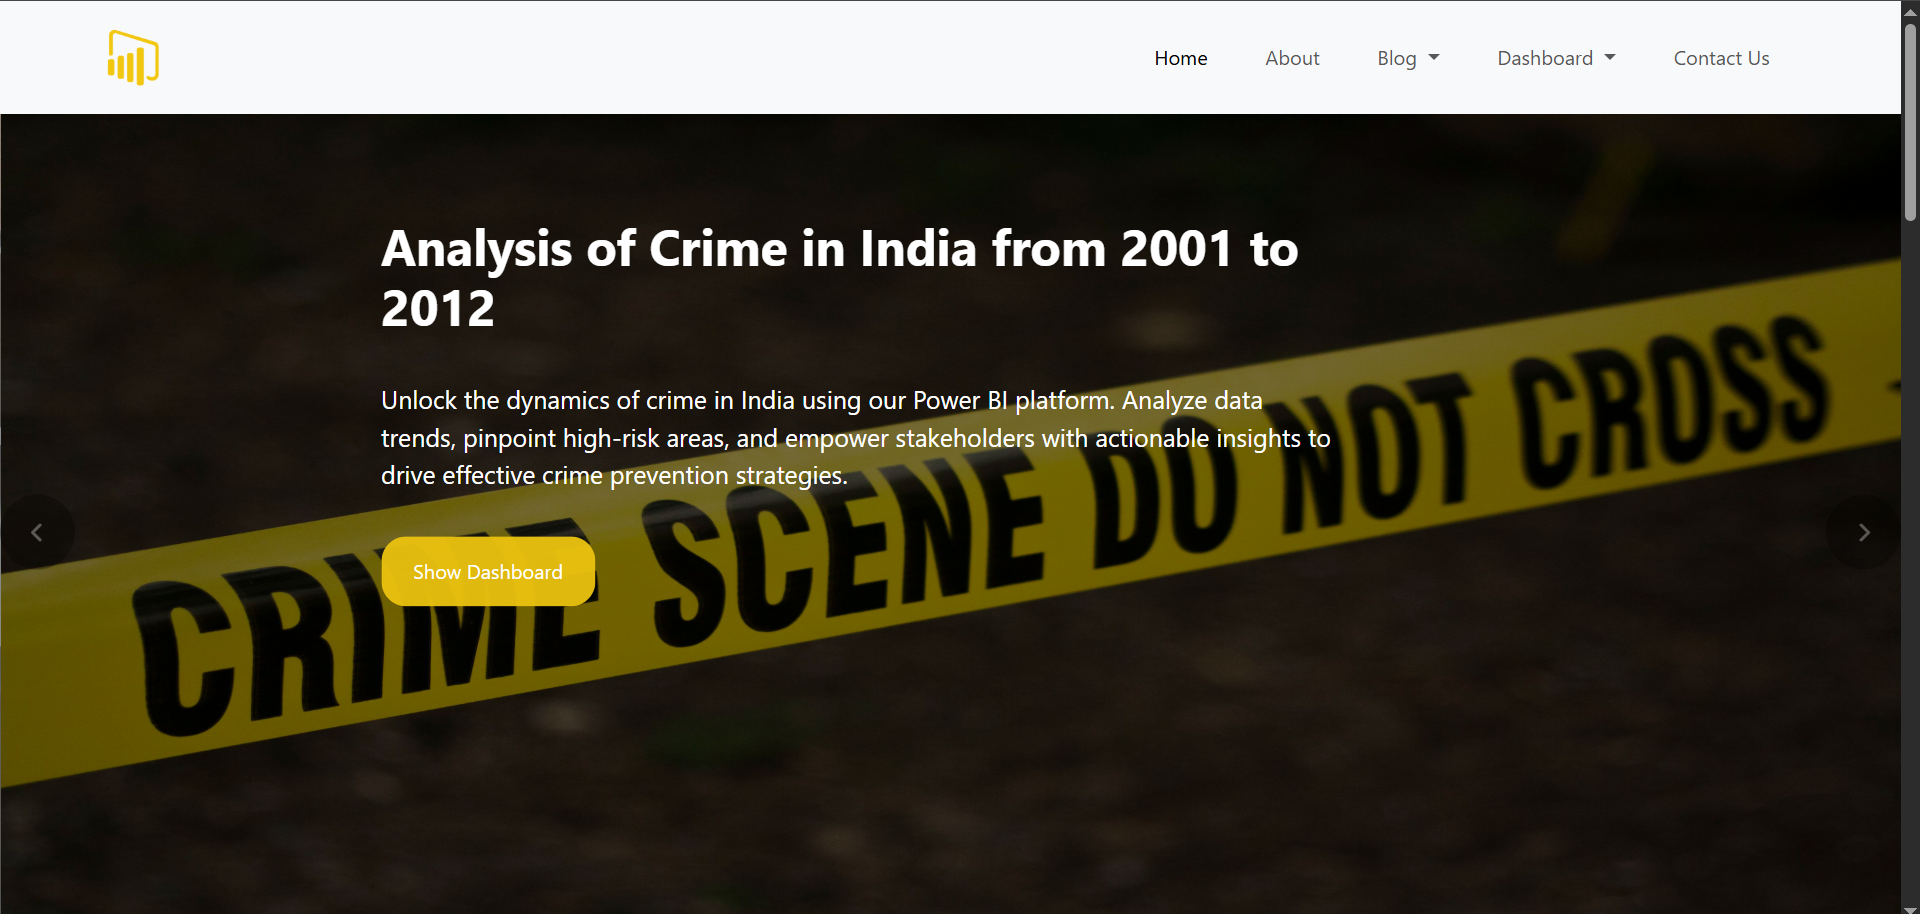 Home
About
Blog
Dashboard
Contact Us
Analysis of Crime in India from 2001 to
2012
Unlock the dynamics of crime in India using our Power BI platform. Analyze data
trends, pinpoint high-risk areas, and empower stakeholders with actionable insights to
drive effective crime prevention strategies.
Show Dashboard
CRIME SCENE DO NOT CROSS